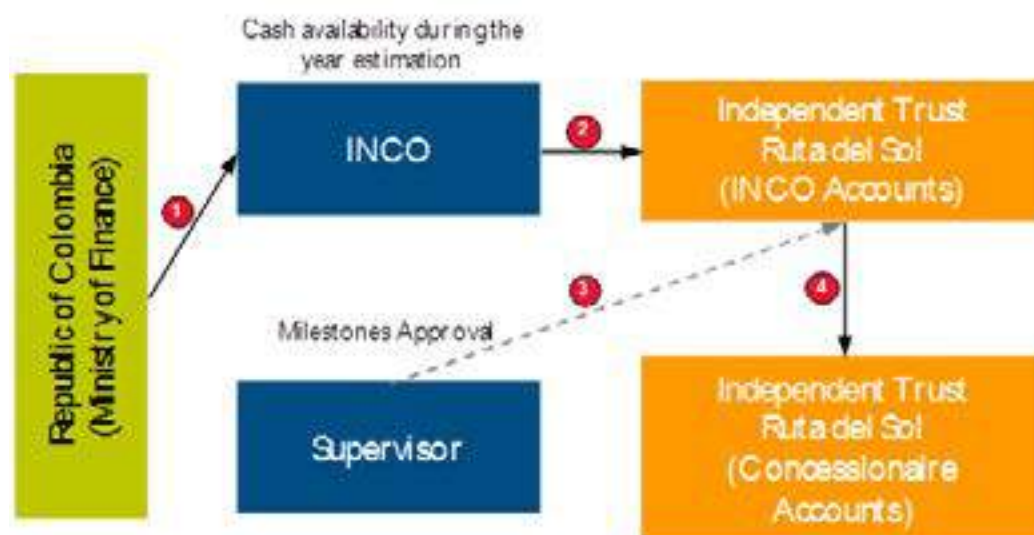 Cash availability during the
year estimation
Republic of Colombia
(Ministry of Finance)
INCO
Independent Trust
Ruta del Sol
(INCO Accounts)
1
2
3
4
Milestones Approval
Supervisor
Independent Trust
Ruta del Sol
(Concessionaire
Accounts)